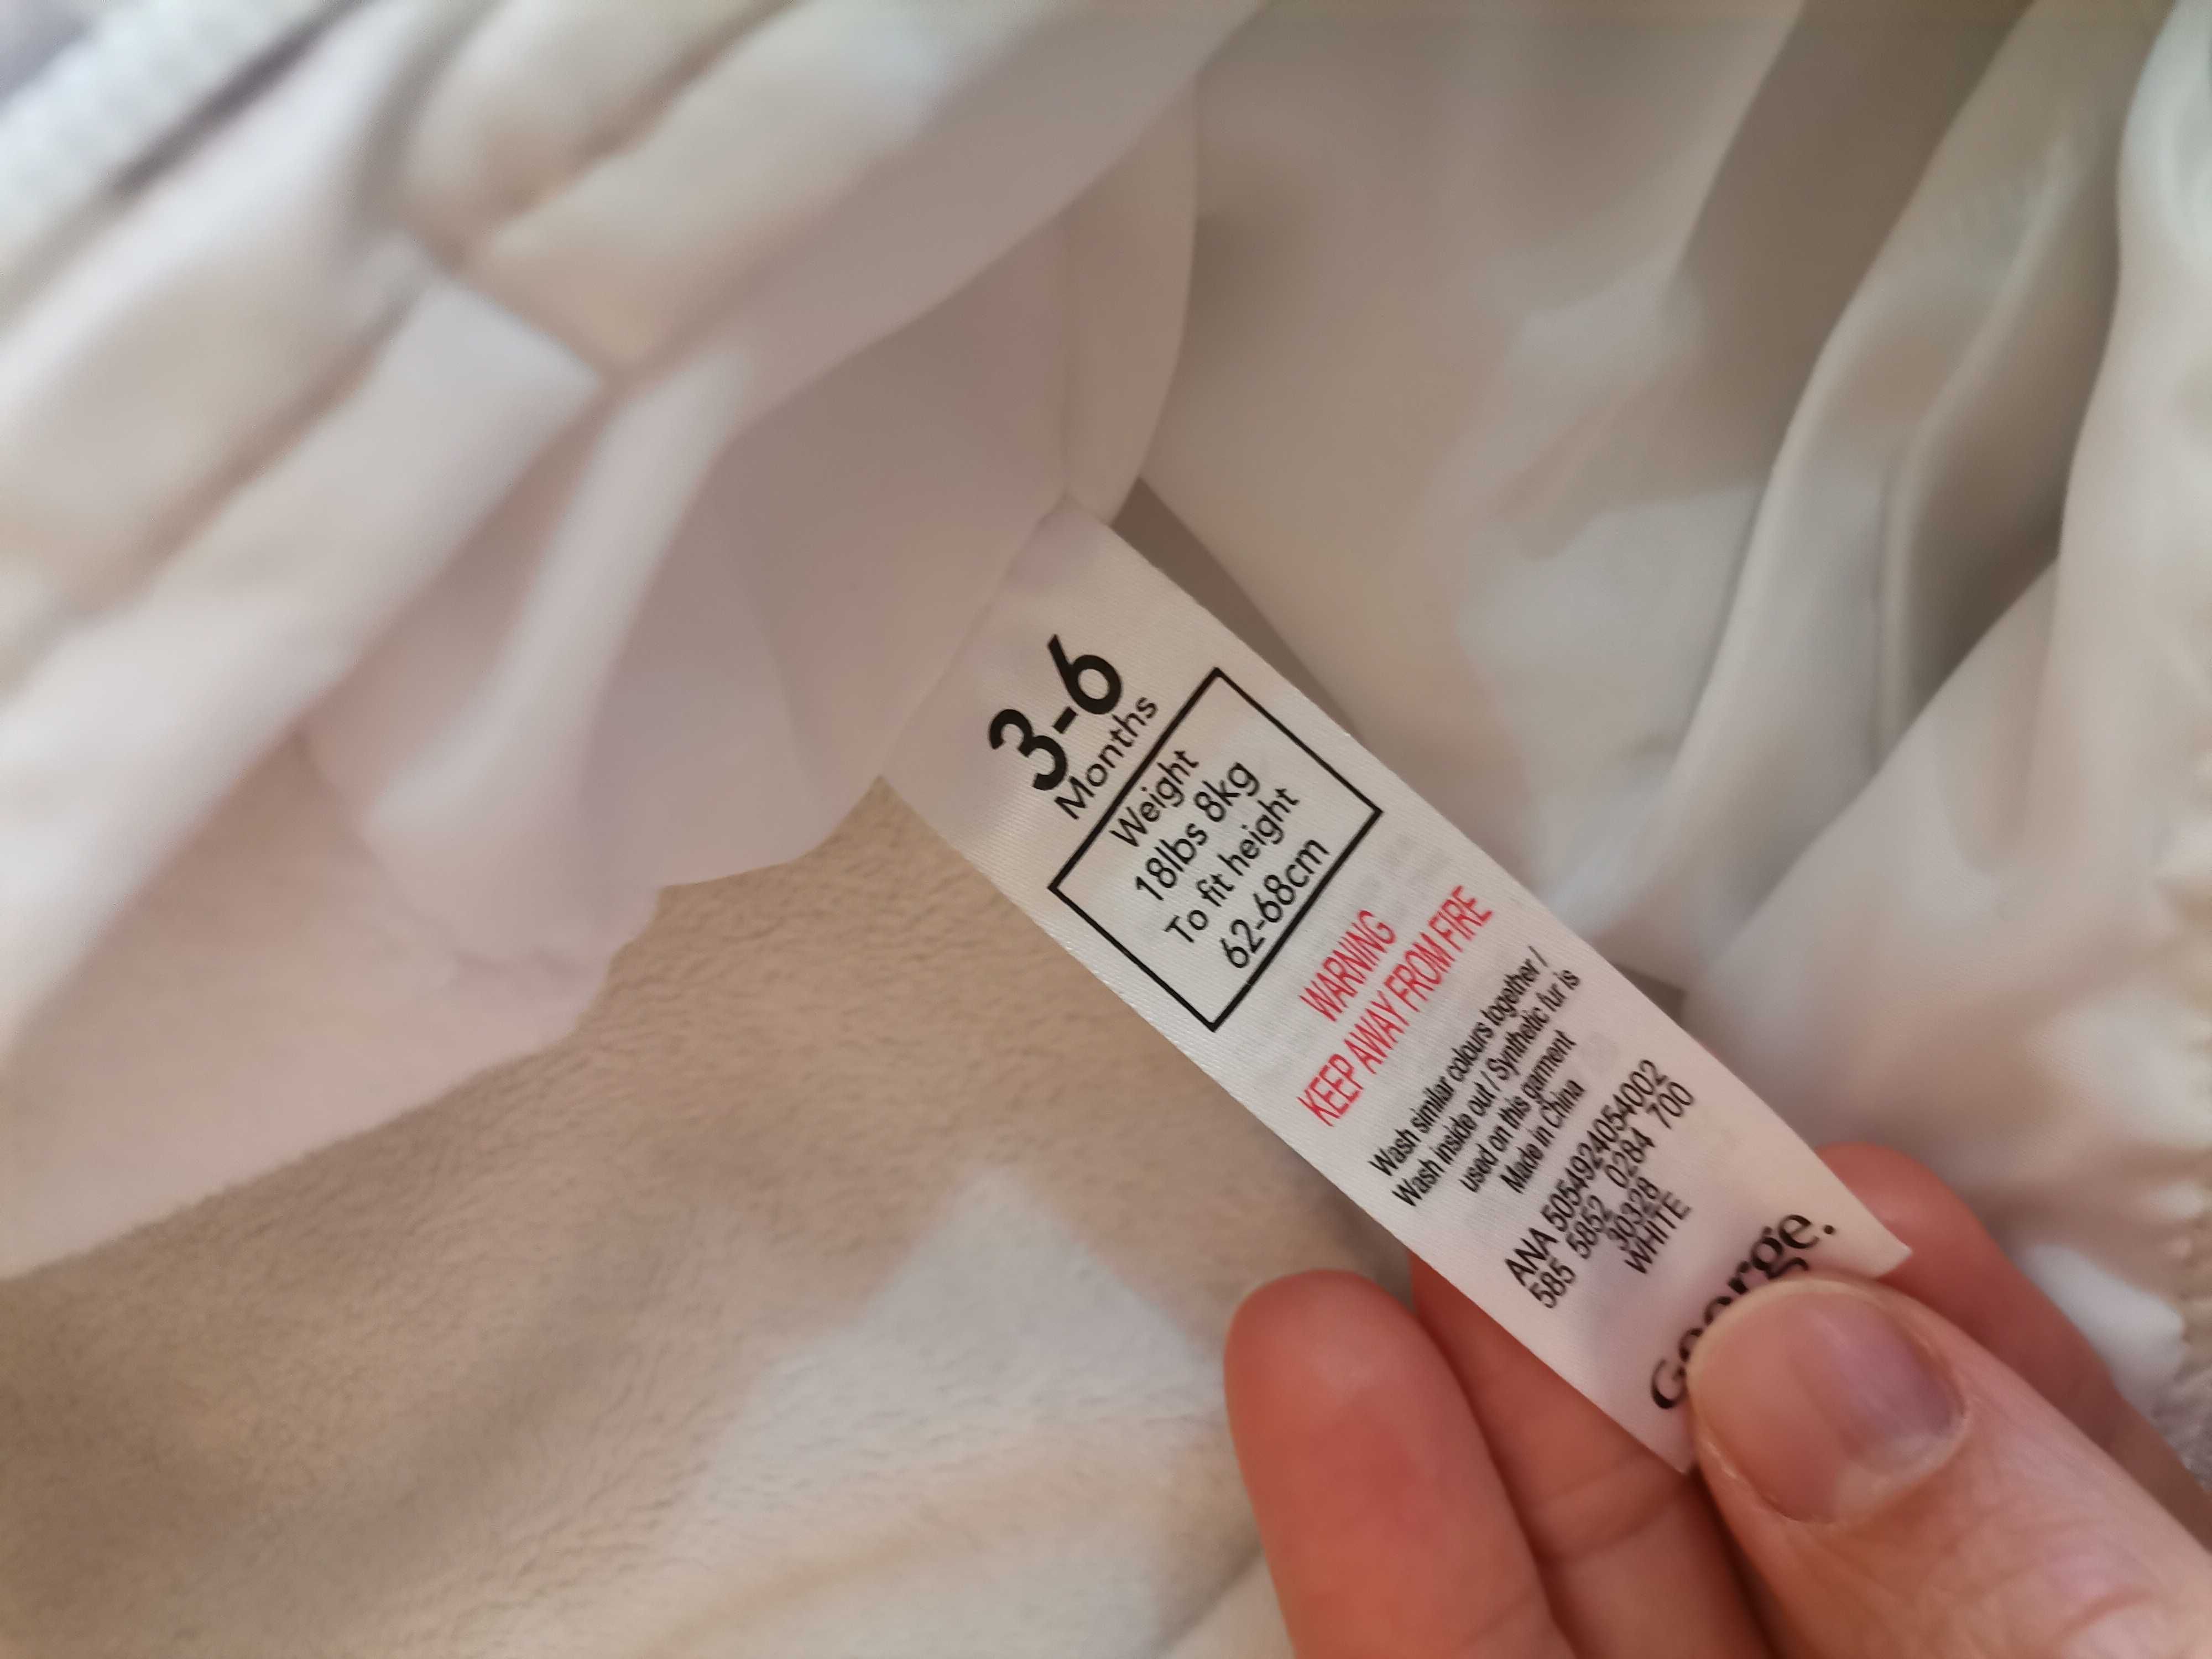 3-6
Months
Weight
18lbs 8kg
To fit height
62-68cm
WARNING
KEEP AWAY FROM FIRE
Wash similar colours together /
Wash inside out / Synthetic fur is
used on this garment
Made in China
ANA 5054924054002
585 5852 0284 700
30328
WHITE
George.